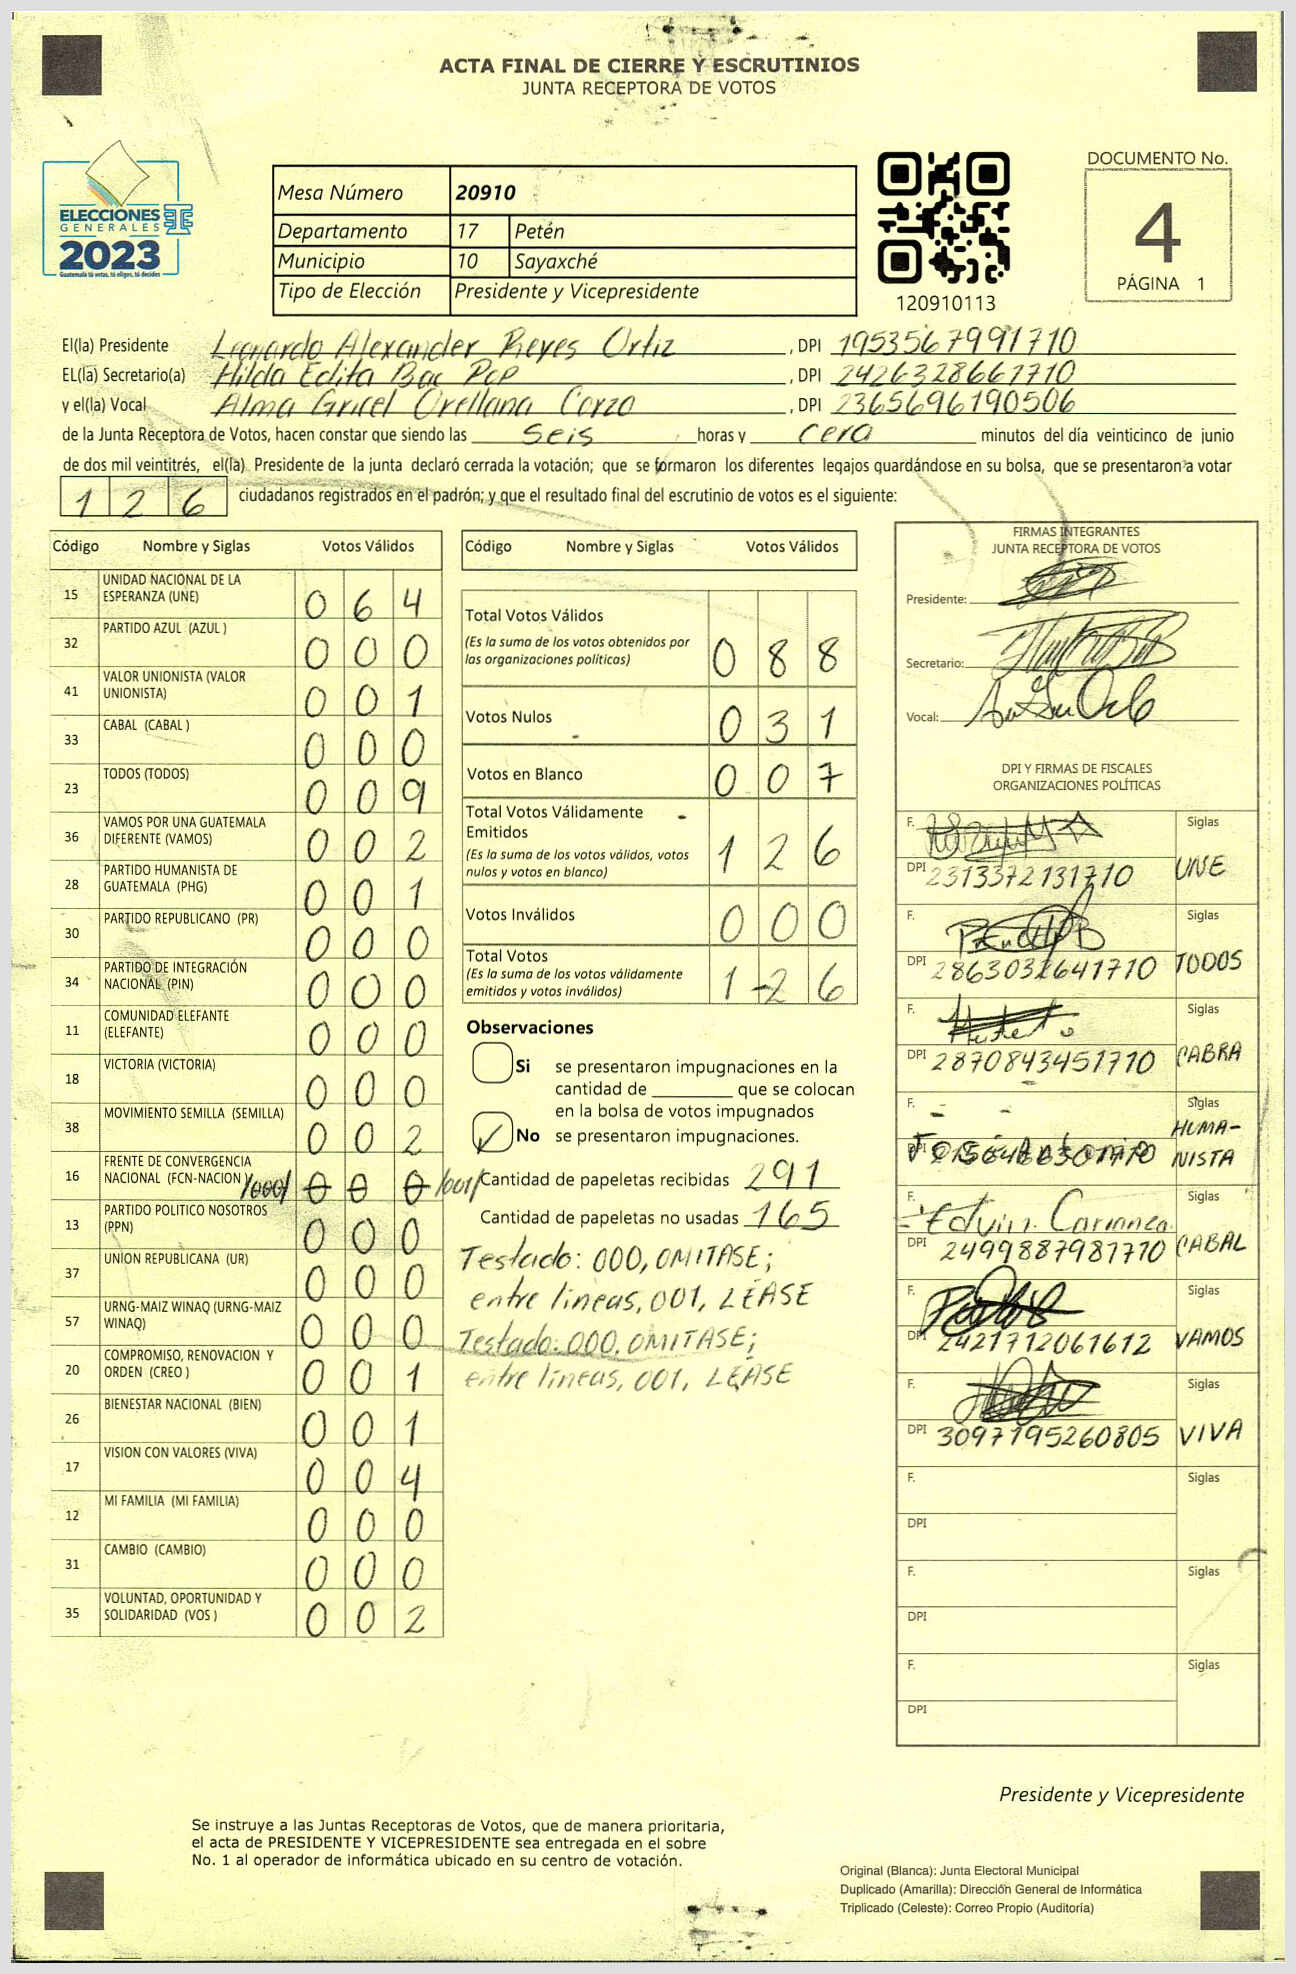 ACTA FINAL DE CIERRE Y ESCRUTINIOS
JUNTA RECEPTORA DE VOTOS
ELECCIONES
GENERALES
2023
Guatemala tú votas, tú eliges, tú decides
Mesa Número 20910
Departamento 17 Petén
Municipio 10 Sayaxché
Tipo de Elección Presidente y Vicepresidente
120910113
DOCUMENTO No.
4
PÁGINA 1
El(la) Presidente Leonardo Alexander Reyes Ortiz , DPI 1953567991710
EL(la) Secretario(a) Hilda Edita Bac Pop , DPI 2426328661710
y el(la) Vocal Alma Gricel Orellana Corzo , DPI 2365696190506
de la Junta Receptora de Votos, hacen constar que siendo las seis horas y cero minutos del día veinticinco de junio
de dos mil veintitrés, el(la) Presidente de la junta declaró cerrada la votación; que se formaron los diferentes legajos guardándose en su bolsa, que se presentaron a votar
126 ciudadanos registrados en el padrón; y que el resultado final del escrutinio de votos es el siguiente:
Código Nombre y Siglas Votos Válidos
15 UNIDAD NACIONAL DE LA ESPERANZA (UNE) 0 6 4
32 PARTIDO AZUL (AZUL ) 0 0 0
41 VALOR UNIONISTA (VALOR UNIONISTA) 0 0 1
33 CABAL (CABAL ) 0 0 0
23 TODOS (TODOS) 0 0 9
36 VAMOS POR UNA GUATEMALA DIFERENTE (VAMOS) 0 0 2
28 PARTIDO HUMANISTA DE GUATEMALA (PHG) 0 0 1
30 PARTIDO REPUBLICANO (PR) 0 0 0
34 PARTIDO DE INTEGRACIÓN NACIONAL (PIN) 0 0 0
11 COMUNIDAD ELEFANTE (ELEFANTE) 0 0 0
18 VICTORIA (VICTORIA) 0 0 0
38 MOVIMIENTO SEMILLA (SEMILLA) 0 0 2
16 FRENTE DE CONVERGENCIA NACIONAL (FCN-NACION) /000/ 0 0 0 /001/
13 PARTIDO POLITICO NOSOTROS (PPN) 0 0 0
37 UNION REPUBLICANA (UR) 0 0 0
57 URNG-MAIZ WINAQ (URNG-MAIZ WINAQ) 0 0 0
20 COMPROMISO, RENOVACION Y ORDEN (CREO ) 0 0 1
26 BIENESTAR NACIONAL (BIEN) 0 0 1
17 VISION CON VALORES (VIVA) 0 0 4
12 MI FAMILIA (MI FAMILIA) 0 0 0
31 CAMBIO (CAMBIO) 0 0 0
35 VOLUNTAD, OPORTUNIDAD Y SOLIDARIDAD (VOS ) 0 0 2
Código Nombre y Siglas Votos Válidos
Total Votos Válidos 0 8 8
(Es la suma de los votos obtenidos por
las organizaciones políticas)
Votos Nulos 0 3 1
Votos en Blanco 0 0 7
Total Votos Válidamente
Emitidos 1 2 6
(Es la suma de los votos válidos, votos
nulos y votos en blanco)
Votos Inválidos 0 0 0
Total Votos 1 2 6
(Es la suma de los votos válidamente
emitidos y votos inválidos)
Observaciones
Si se presentaron impugnaciones en la
cantidad de ________ que se colocan
en la bolsa de votos impugnados
No se presentaron impugnaciones.
Cantidad de papeletas recibidas 291
Cantidad de papeletas no usadas 165
Testado: 000, OMITASE;
entre lineas, 001, LEASE
Testado: 000, OMITASE;
entre lineas, 001, LEASE
FIRMAS INTEGRANTES
JUNTA RECEPTORA DE VOTOS
Presidente:
Secretario:
Vocal:
DPI Y FIRMAS DE FISCALES
ORGANIZACIONES POLÍTICAS
F. Siglas
DPI 2313372131710 UNE
F. Siglas
DPI 2863032641710 TODOS
F. Siglas
DPI 2870843451710 CABRA
F. José Antonio Siglas
DPI HUMANISTA
F. Edvin Carranza Siglas
DPI 2499887981710 CABAL
F. Siglas
DPI 2421712061612 VAMOS
F. Siglas
DPI 3097195260805 VIVA
F. Siglas
DPI
F. Siglas
DPI
F. Siglas
DPI
Presidente y Vicepresidente
Se instruye a las Juntas Receptoras de Votos, que de manera prioritaria,
el acta de PRESIDENTE Y VICEPRESIDENTE sea entregada en el sobre
No. 1 al operador de informática ubicado en su centro de votación.
Original (Blanca): Junta Electoral Municipal
Duplicado (Amarilla): Dirección General de Informática
Triplicado (Celeste): Correo Propio (Auditoría)